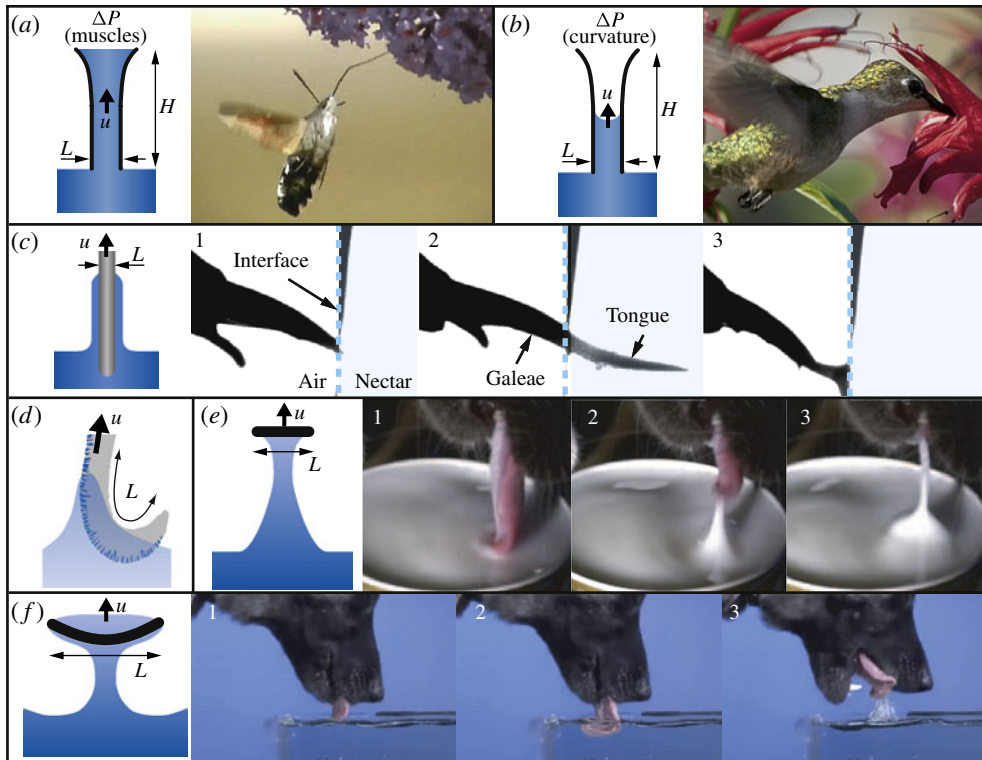 (a)
ΔP
(muscles)
u
H
L
(b)
ΔP
(curvature)
u
H
L
(c)
u
L
1
Interface
Air
Nectar
2
Galeae
Tongue
3
(d)
u
L
(e)
u
L
1
2
3
(f)
u
L
1
2
3